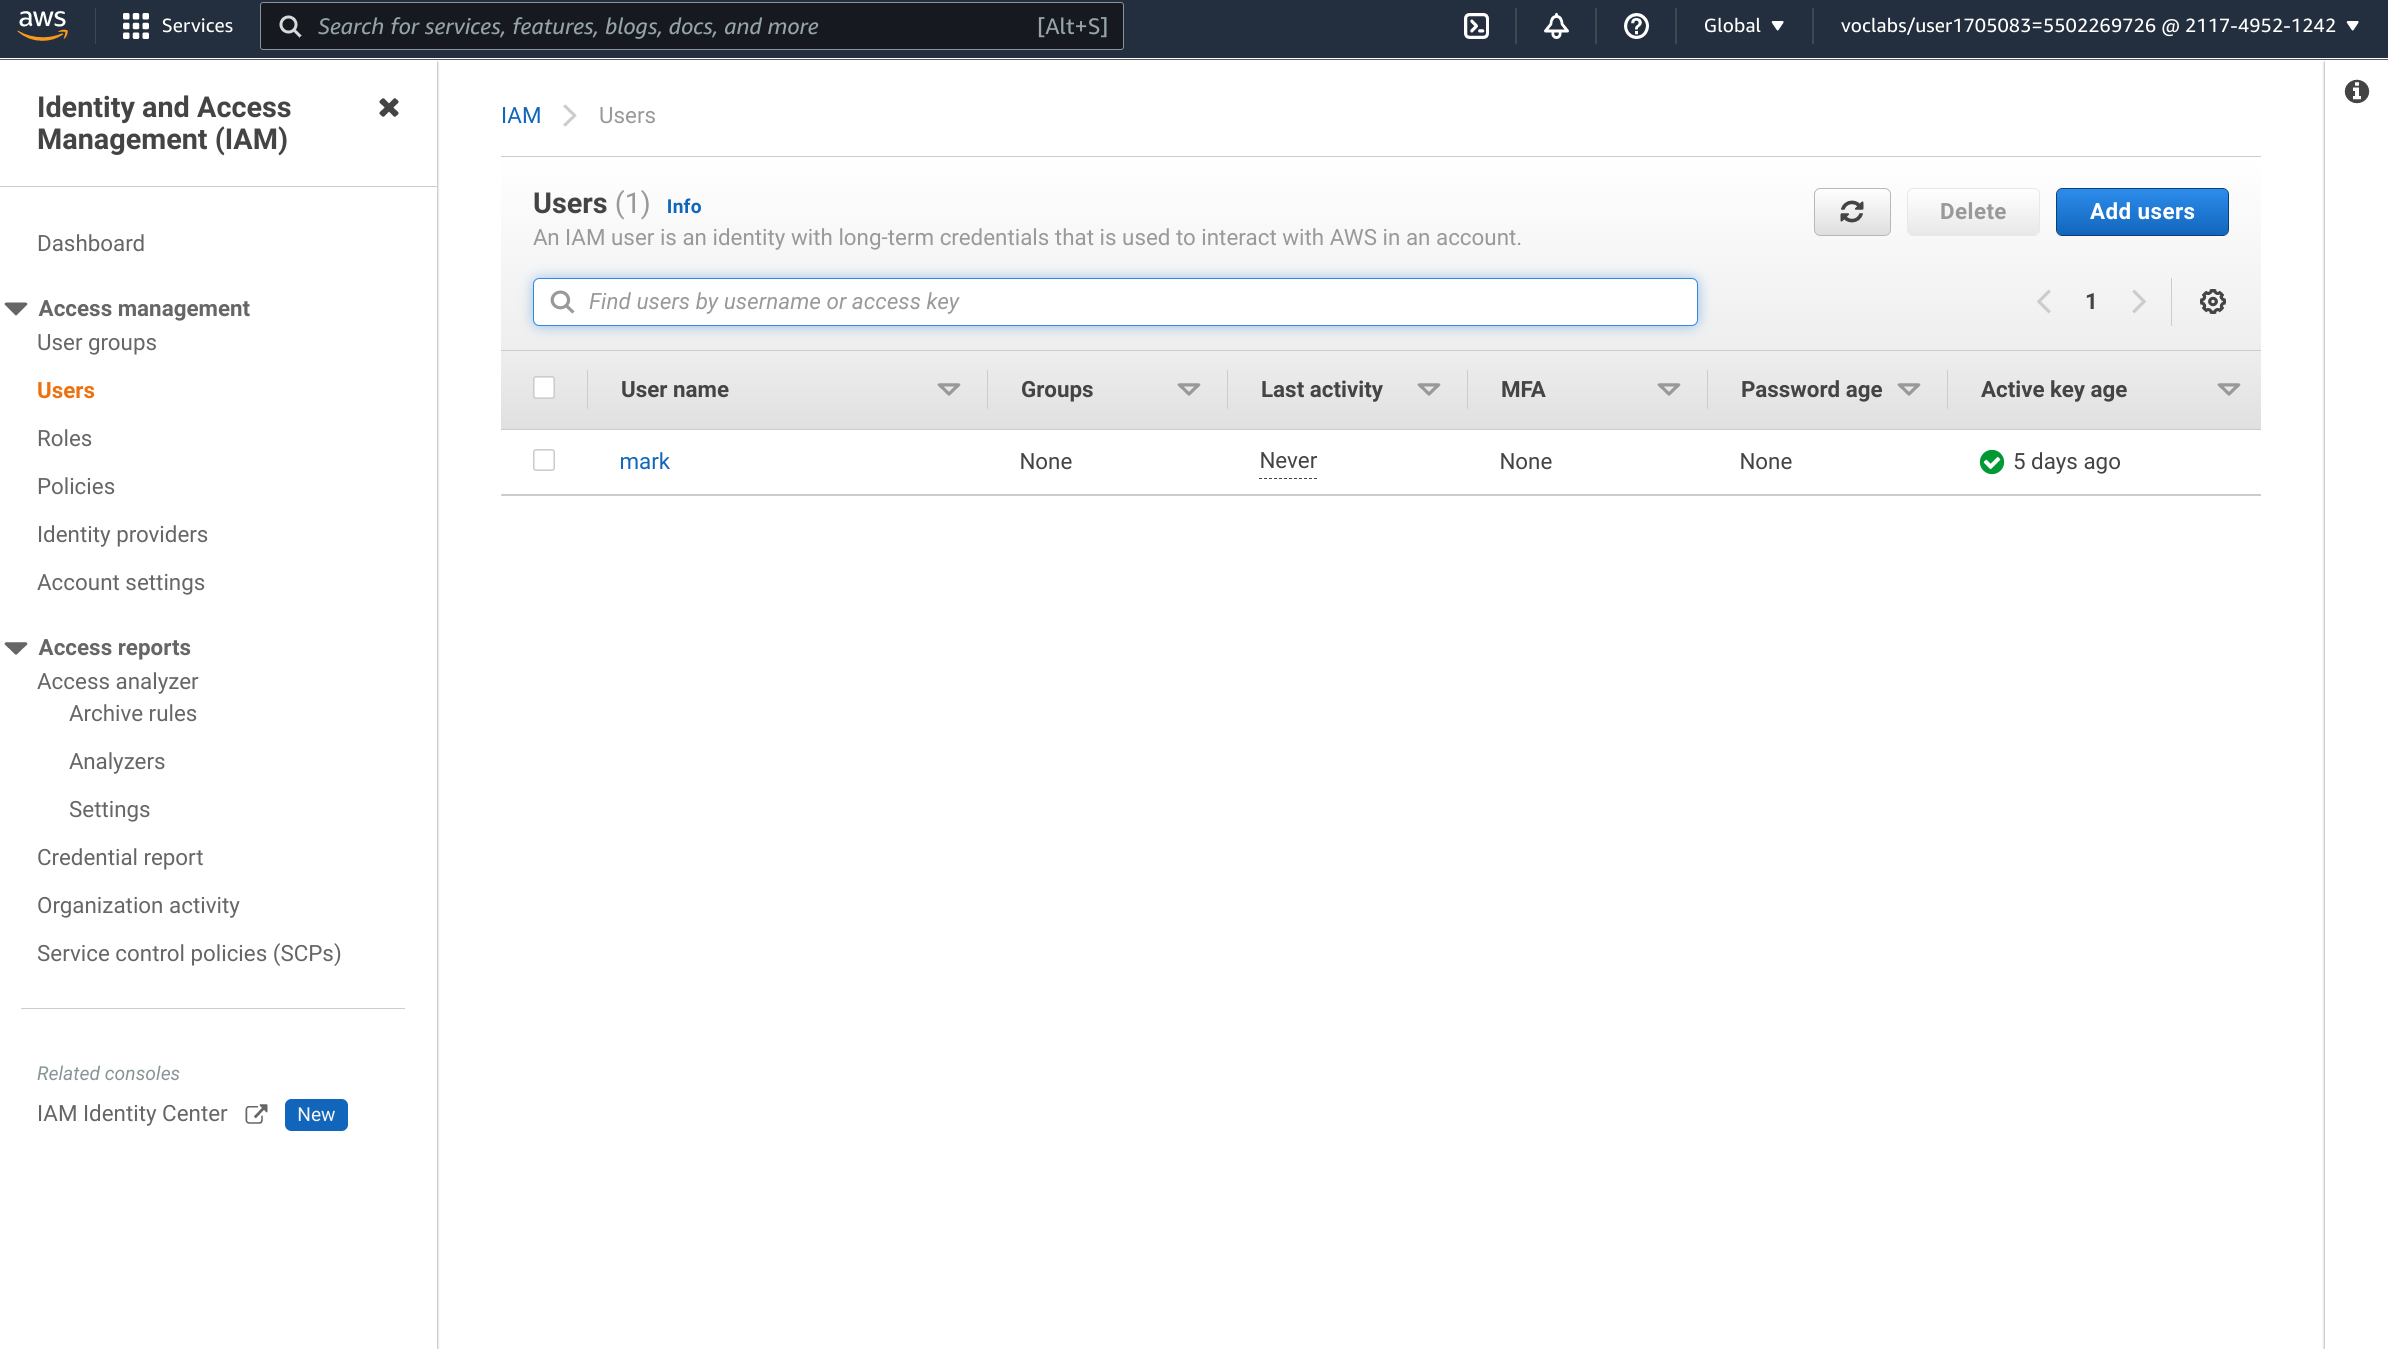 aws
Services
Search for services, features, blogs, docs, and more [Alt+S]
Global
voclabs/user1705083=5502269726 @ 2117-4952-1242
Identity and Access
Management (IAM)
Dashboard
Access management
User groups
Users
Roles
Policies
Identity providers
Account settings
Access reports
Access analyzer
Archive rules
Analyzers
Settings
Credential report
Organization activity
Service control policies (SCPs)
Related consoles
IAM Identity Center New
IAM Users
Users (1) Info
An IAM user is an identity with long-term credentials that is used to interact with AWS in an account.
Delete
Add users
Find users by username or access key
1
User name Groups Last activity MFA Password age Active key age
mark None Never None None 5 days ago